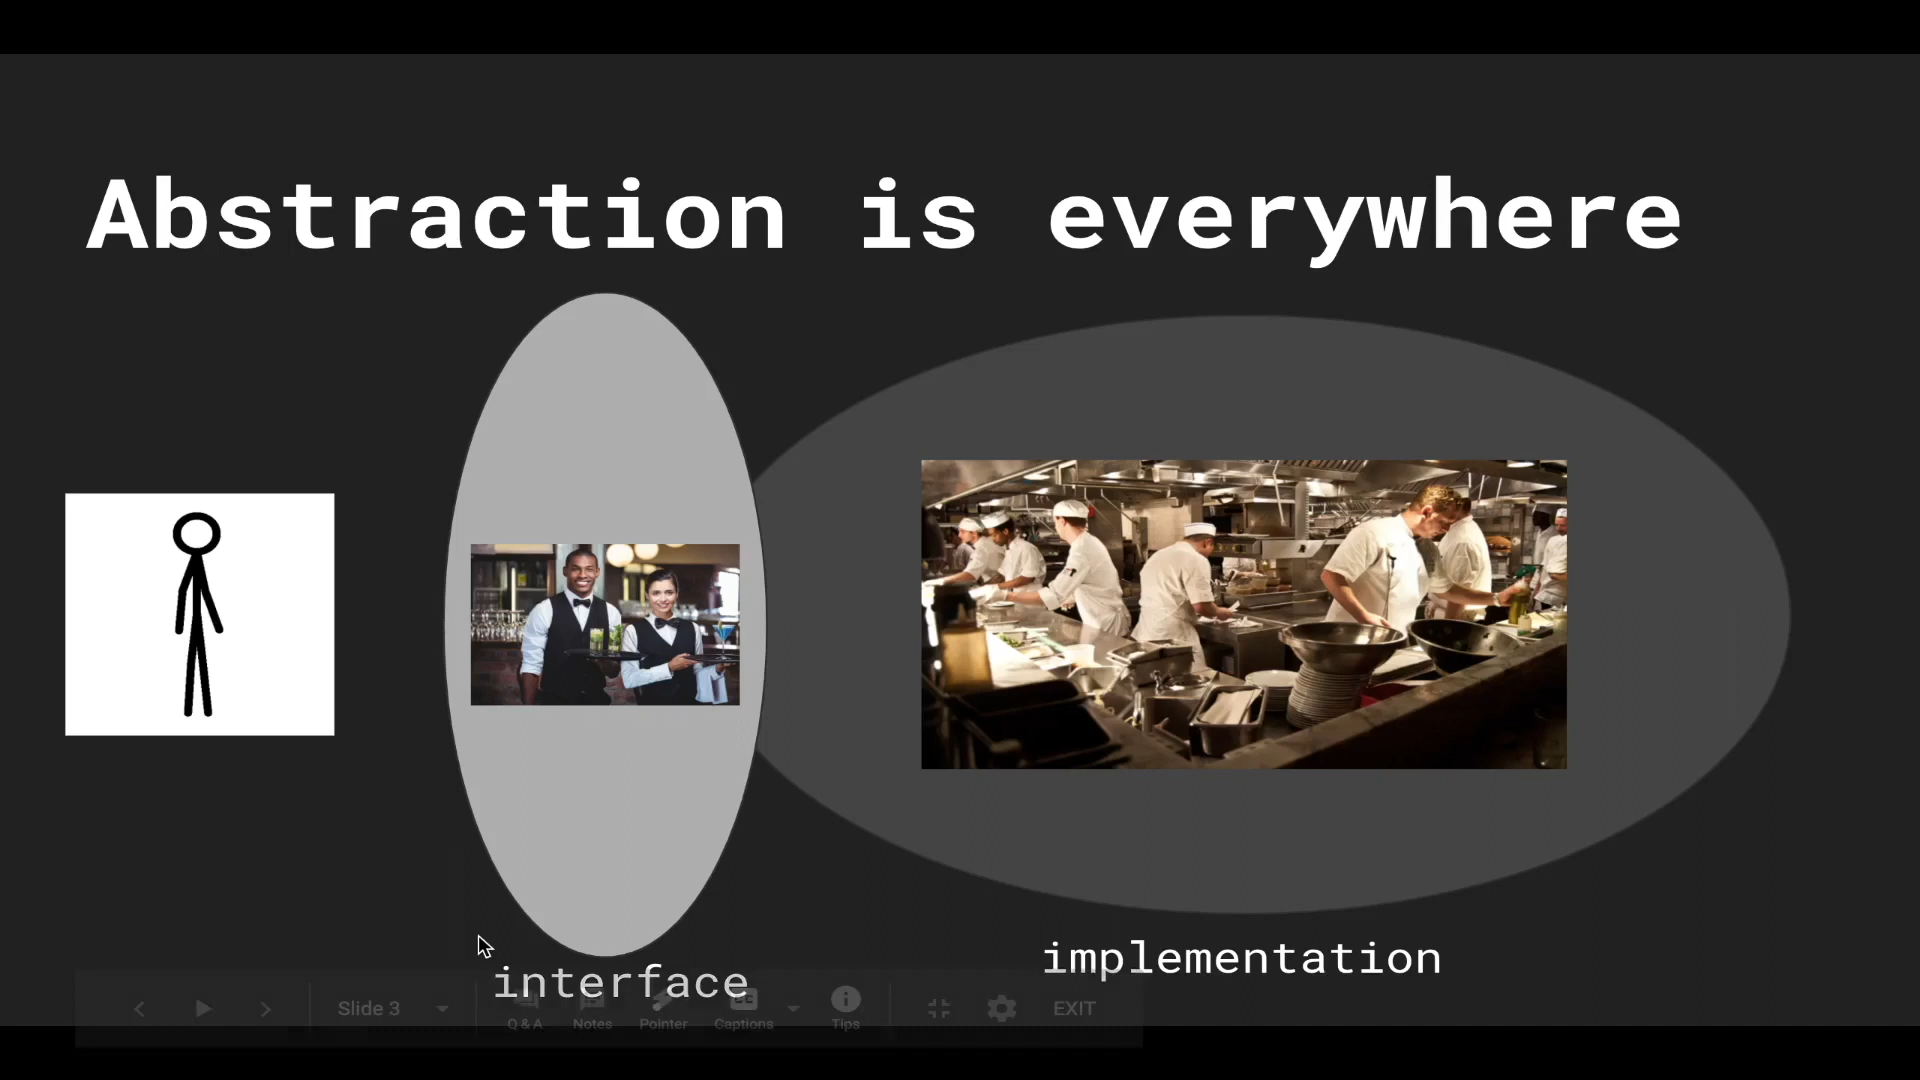 Abstraction is everywhere
implementation
interface
Slide 3
Q & A
Notes
Pointer
Captions
Tips
EXIT